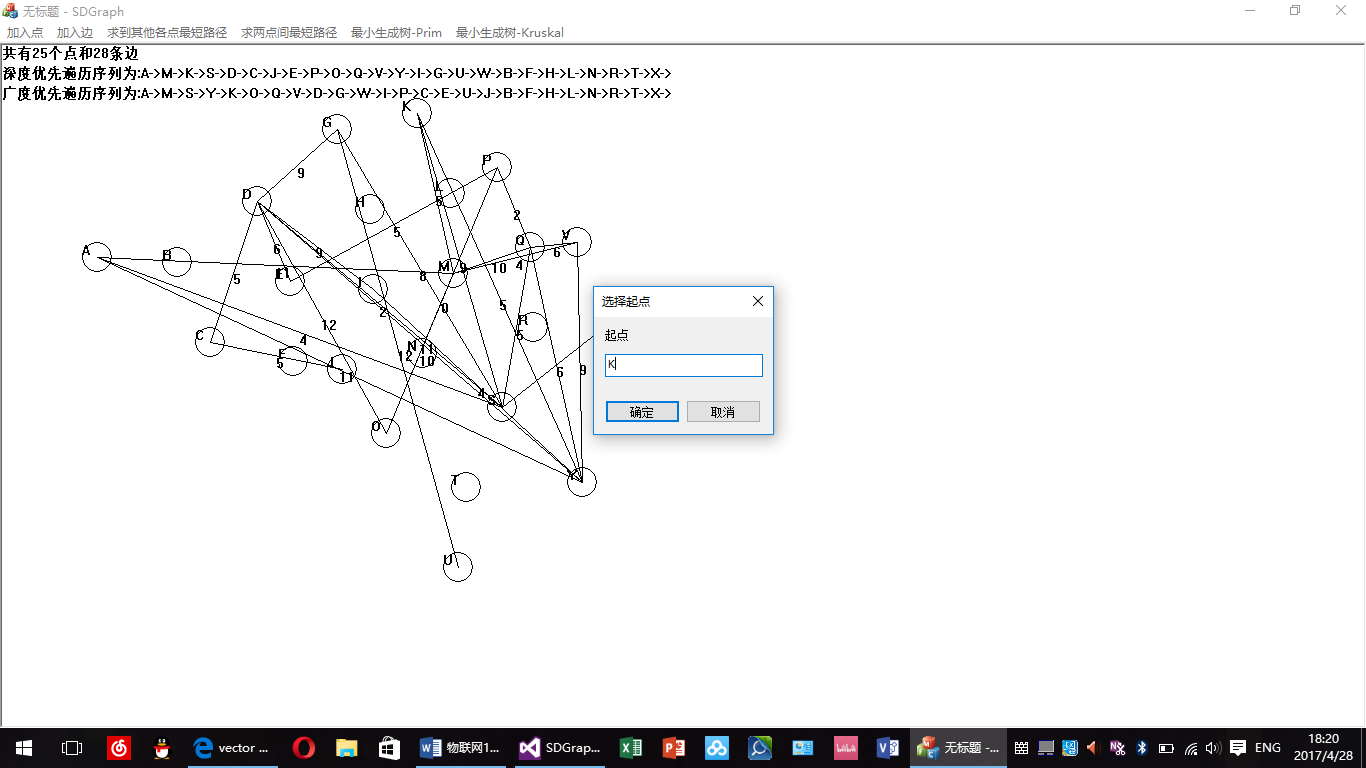 无标题 - SDGraph
加入点 加入边 求到其他各点最短路径 求两点间最短路径 最小生成树-Prim 最小生成树-Kruskal
共有25个点和28条边
深度优先遍历序列为:A->M->K->S->D->C->J->E->P->O->Q->V->Y->I->G->U->W->B->F->H->L->N->R->T->X->
广度优先遍历序列为:A->M->S->Y->K->O->Q->V->D->G->W->I->P->C->E->U->J->B->F->H->L->N->R->T->X->
K
G
P
9
D
L
H
5
2
5
Q
V
A
B
6
9
6
M
9
10
4
5
8
I
2
0
5
12
R
C
4
5
N
11
12
10
5
11
6
9
4
S
O
T
U
选择起点
起点
K
确定 取消
vector ...
物联网1...
SDGrap...
无标题 -...
ENG
18:20
2017/4/28